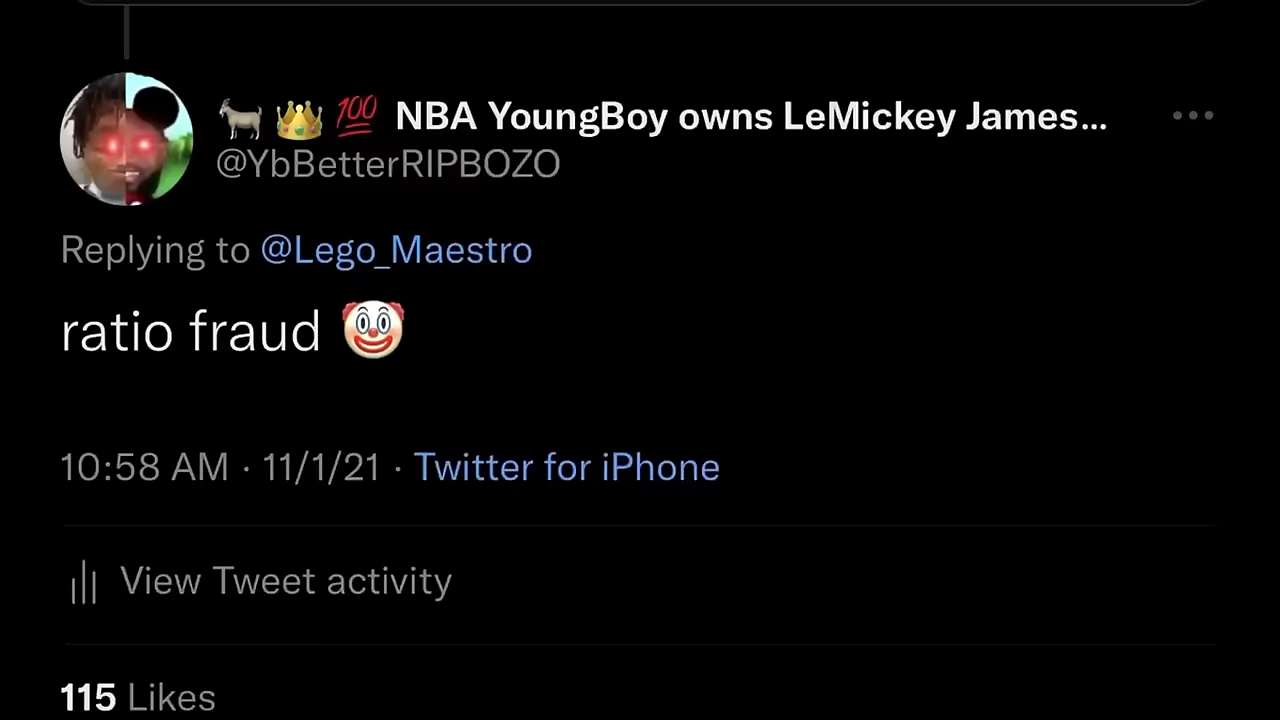 🐐 👑 💯 NBA YoungBoy owns LeMickey James...
@YbBetterRIPBOZO
Replying to @Lego_Maestro
ratio fraud 🤡
10:58 AM · 11/1/21 · Twitter for iPhone
View Tweet activity
115 Likes